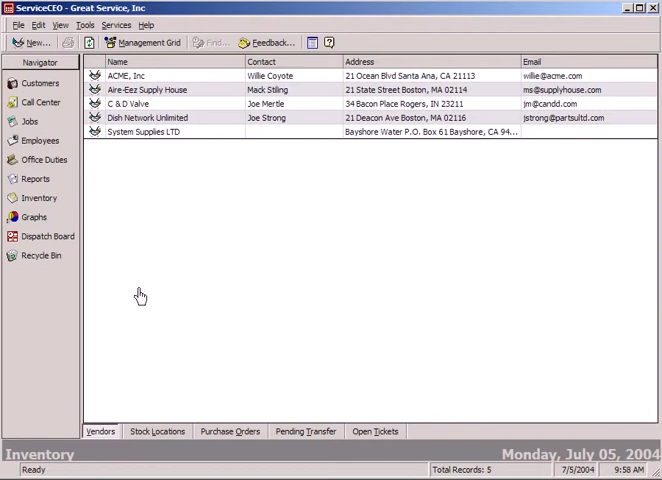 ServiceCEO - Great Service, Inc
File Edit View Tools Services Help
New... Management Grid Find... Feedback...
Navigator
Customers
Call Center
Jobs
Employees
Office Duties
Reports
Inventory
Graphs
Dispatch Board
Recycle Bin
Name Contact Address Email
ACME, Inc Willie Coyote 21 Ocean Blvd Santa Ana, CA 21113 willie@acme.com
Aire-Eez Supply House Mack Stiling 21 State Street Boston, MA 02114 ms@supplyhouse.com
C & D Valve Joe Mertle 34 Bacon Place Rogers, IN 23211 jm@candd.com
Dish Network Unlimited Joe Strong 21 Deacon Ave Boston, MA 02116 jstrong@partsultd.com
System Supplies LTD Bayshore Water P.O. Box 61 Bayshore, CA 94...
Vendors Stock Locations Purchase Orders Pending Transfer Open Tickets
Inventory Monday, July 05, 2004
Ready Total Records: 5 7/5/2004 9:58 AM